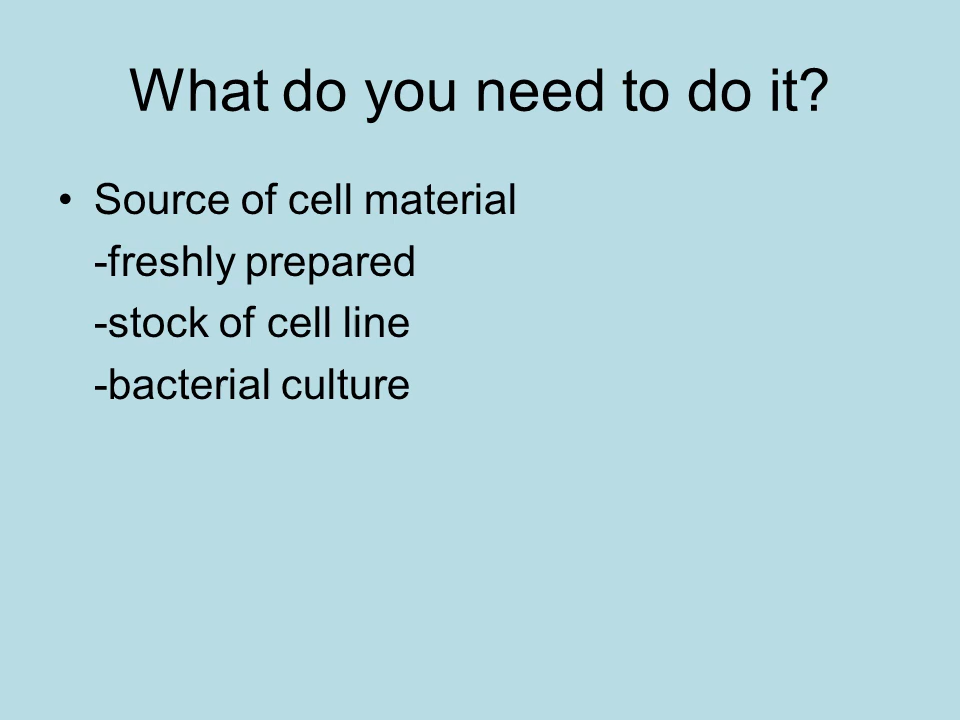 What do you need to do it?
• Source of cell material
-freshly prepared
-stock of cell line
-bacterial culture